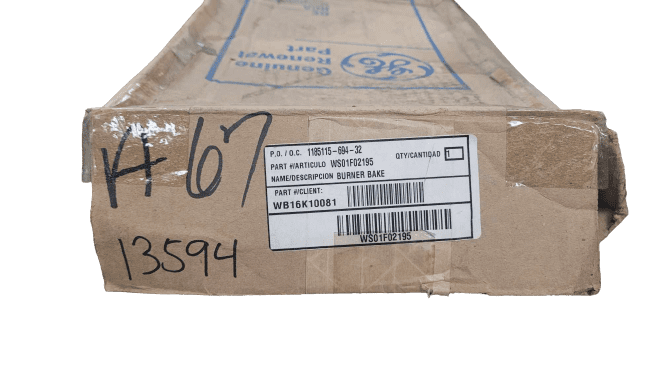 Genuine
Renewal
Part
GE
H 67
13594
P.O. / O.C. 1185115-694-32
QTY/CANTIDAD 1
PART #/ARTICULO WS01F02195
NAME/DESCRIPCION BURNER BAKE
PART #/CLIENT:
WB16K10081
WS01F02195